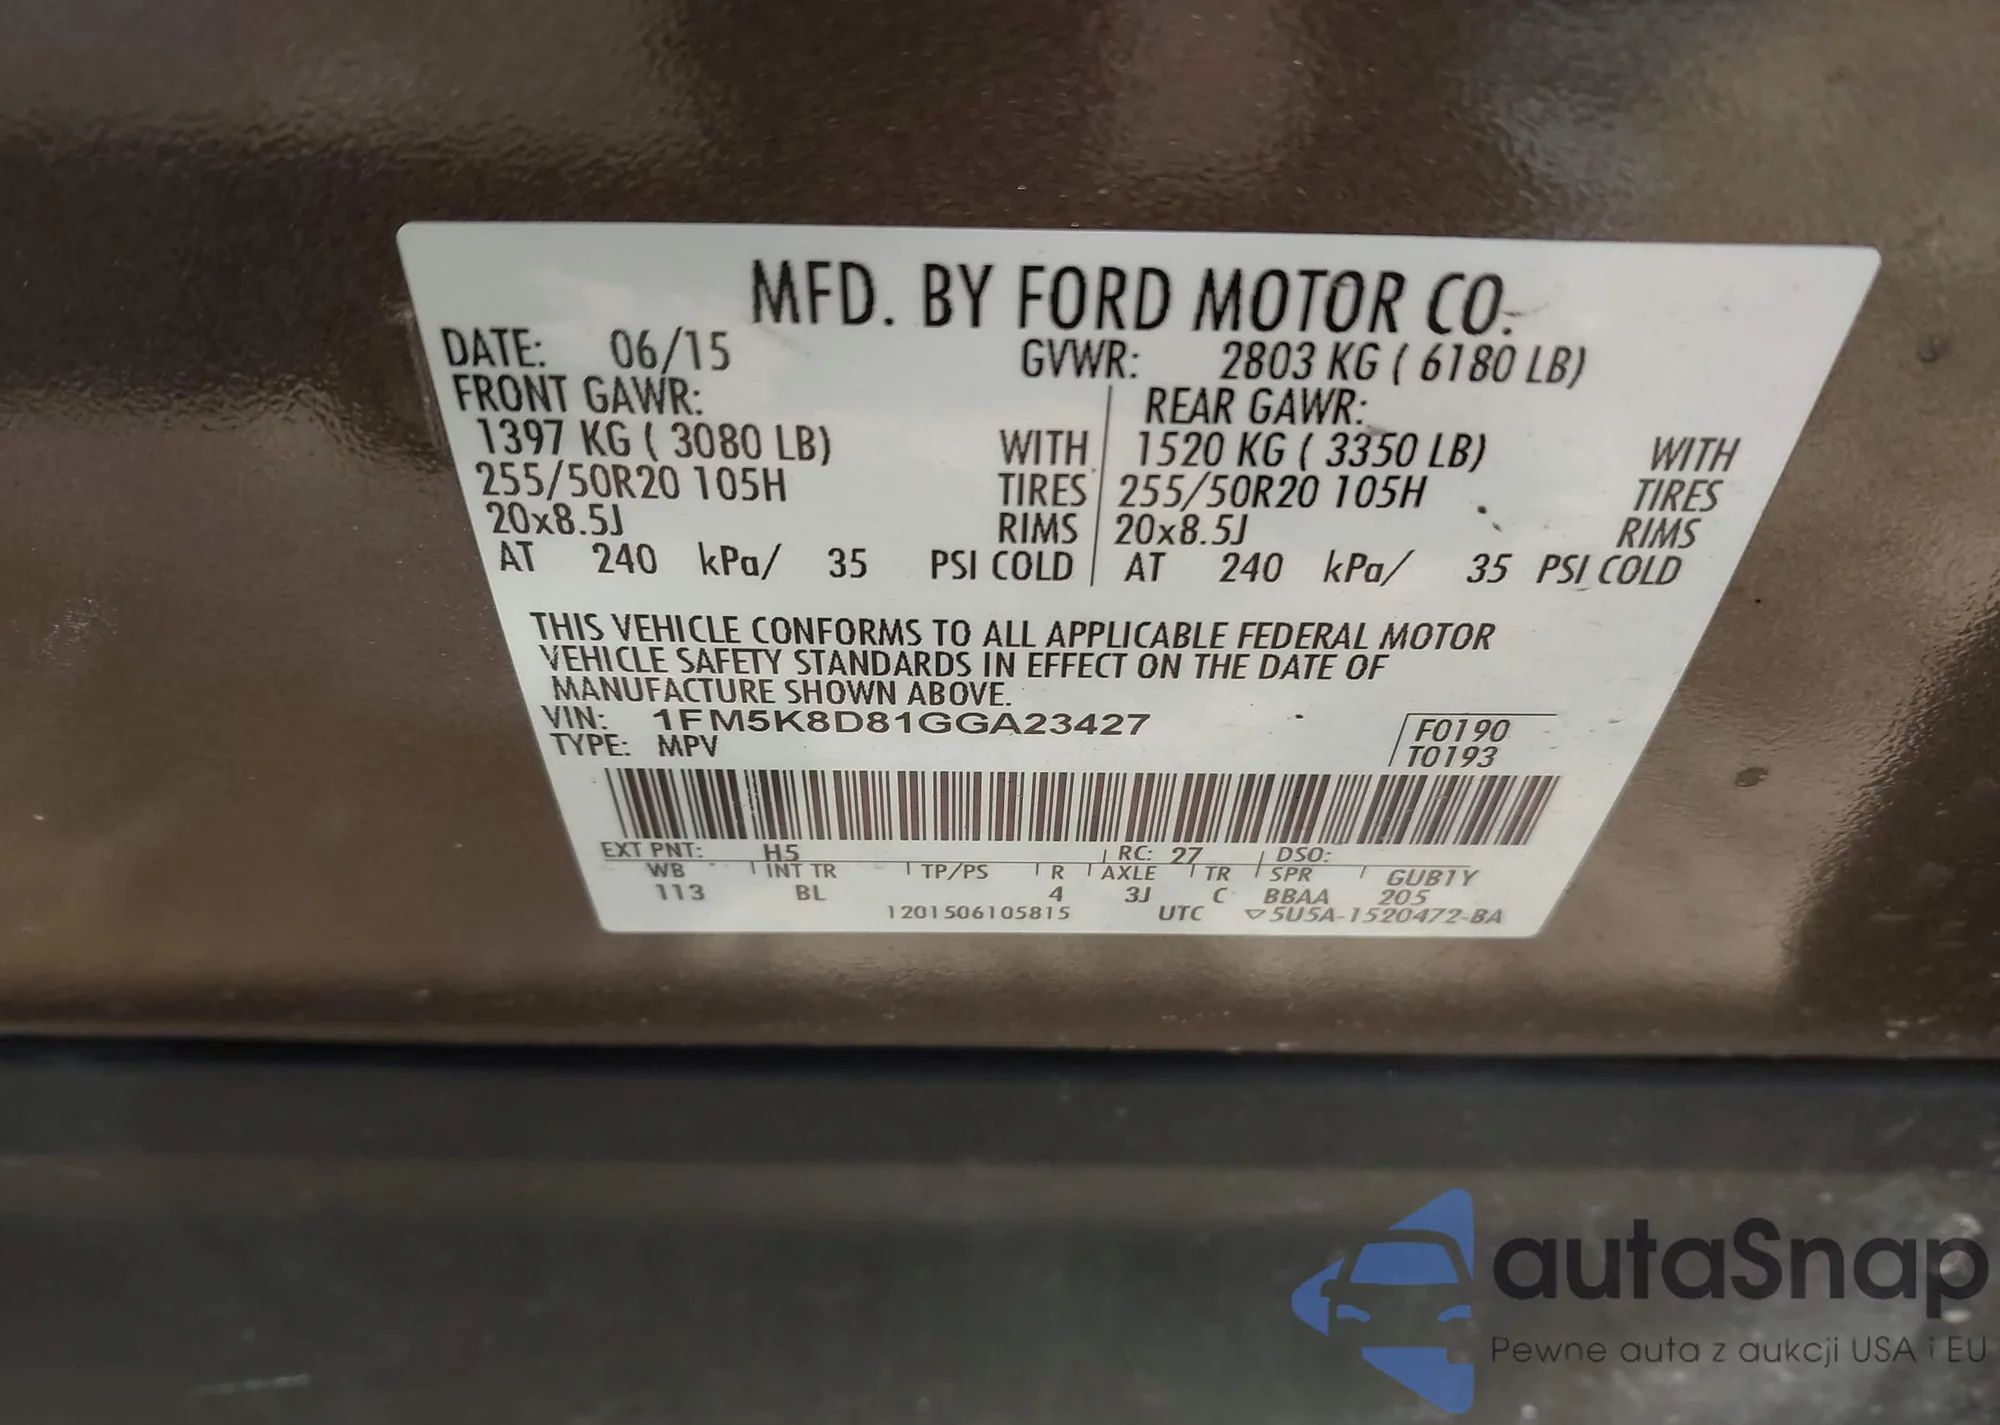 MFD. BY FORD MOTOR CO.
DATE: 06/15 GVWR: 2803 KG ( 6180 LB)
FRONT GAWR: REAR GAWR:
1397 KG ( 3080 LB) WITH 1520 KG ( 3350 LB) WITH
255/50R20 105H TIRES 255/50R20 105H TIRES
20x8.5J RIMS 20x8.5J RIMS
AT 240 kPa/ 35 PSI COLD AT 240 kPa/ 35 PSI COLD
THIS VEHICLE CONFORMS TO ALL APPLICABLE FEDERAL MOTOR
VEHICLE SAFETY STANDARDS IN EFFECT ON THE DATE OF
MANUFACTURE SHOWN ABOVE.
VIN: 1FM5K8D81GGA23427 F0190
TYPE: MPV T0193
EXT PNT: H5 RC: 27 DSO:
WB INT TR TP/PS R AXLE TR SPR GUB1Y
113 BL 4 3J C BBAA 205
1201506105815 UTC ▽5U5A-1520472-BA
autaSnap
Pewne auta z aukcji USA i EU